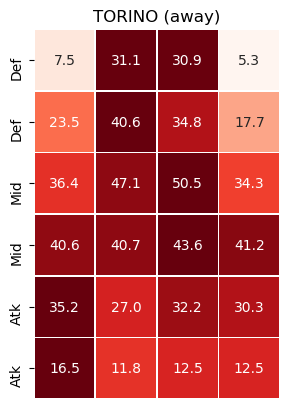 TORINO (away)
Def 7.5 31.1 30.9 5.3
Def 23.5 40.6 34.8 17.7
Mid 36.4 47.1 50.5 34.3
Mid 40.6 40.7 43.6 41.2
Atk 35.2 27.0 32.2 30.3
Atk 16.5 11.8 12.5 12.5